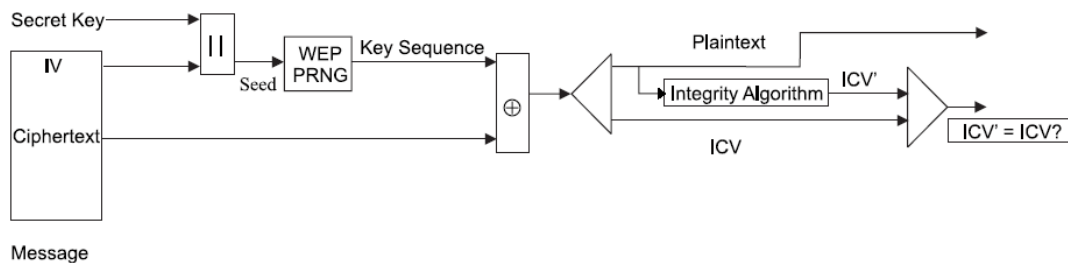 Secret Key
IV
||
Seed
WEP
PRNG
Key Sequence
Ciphertext
⊕
Plaintext
Integrity Algorithm
ICV'
ICV
ICV' = ICV?
Message